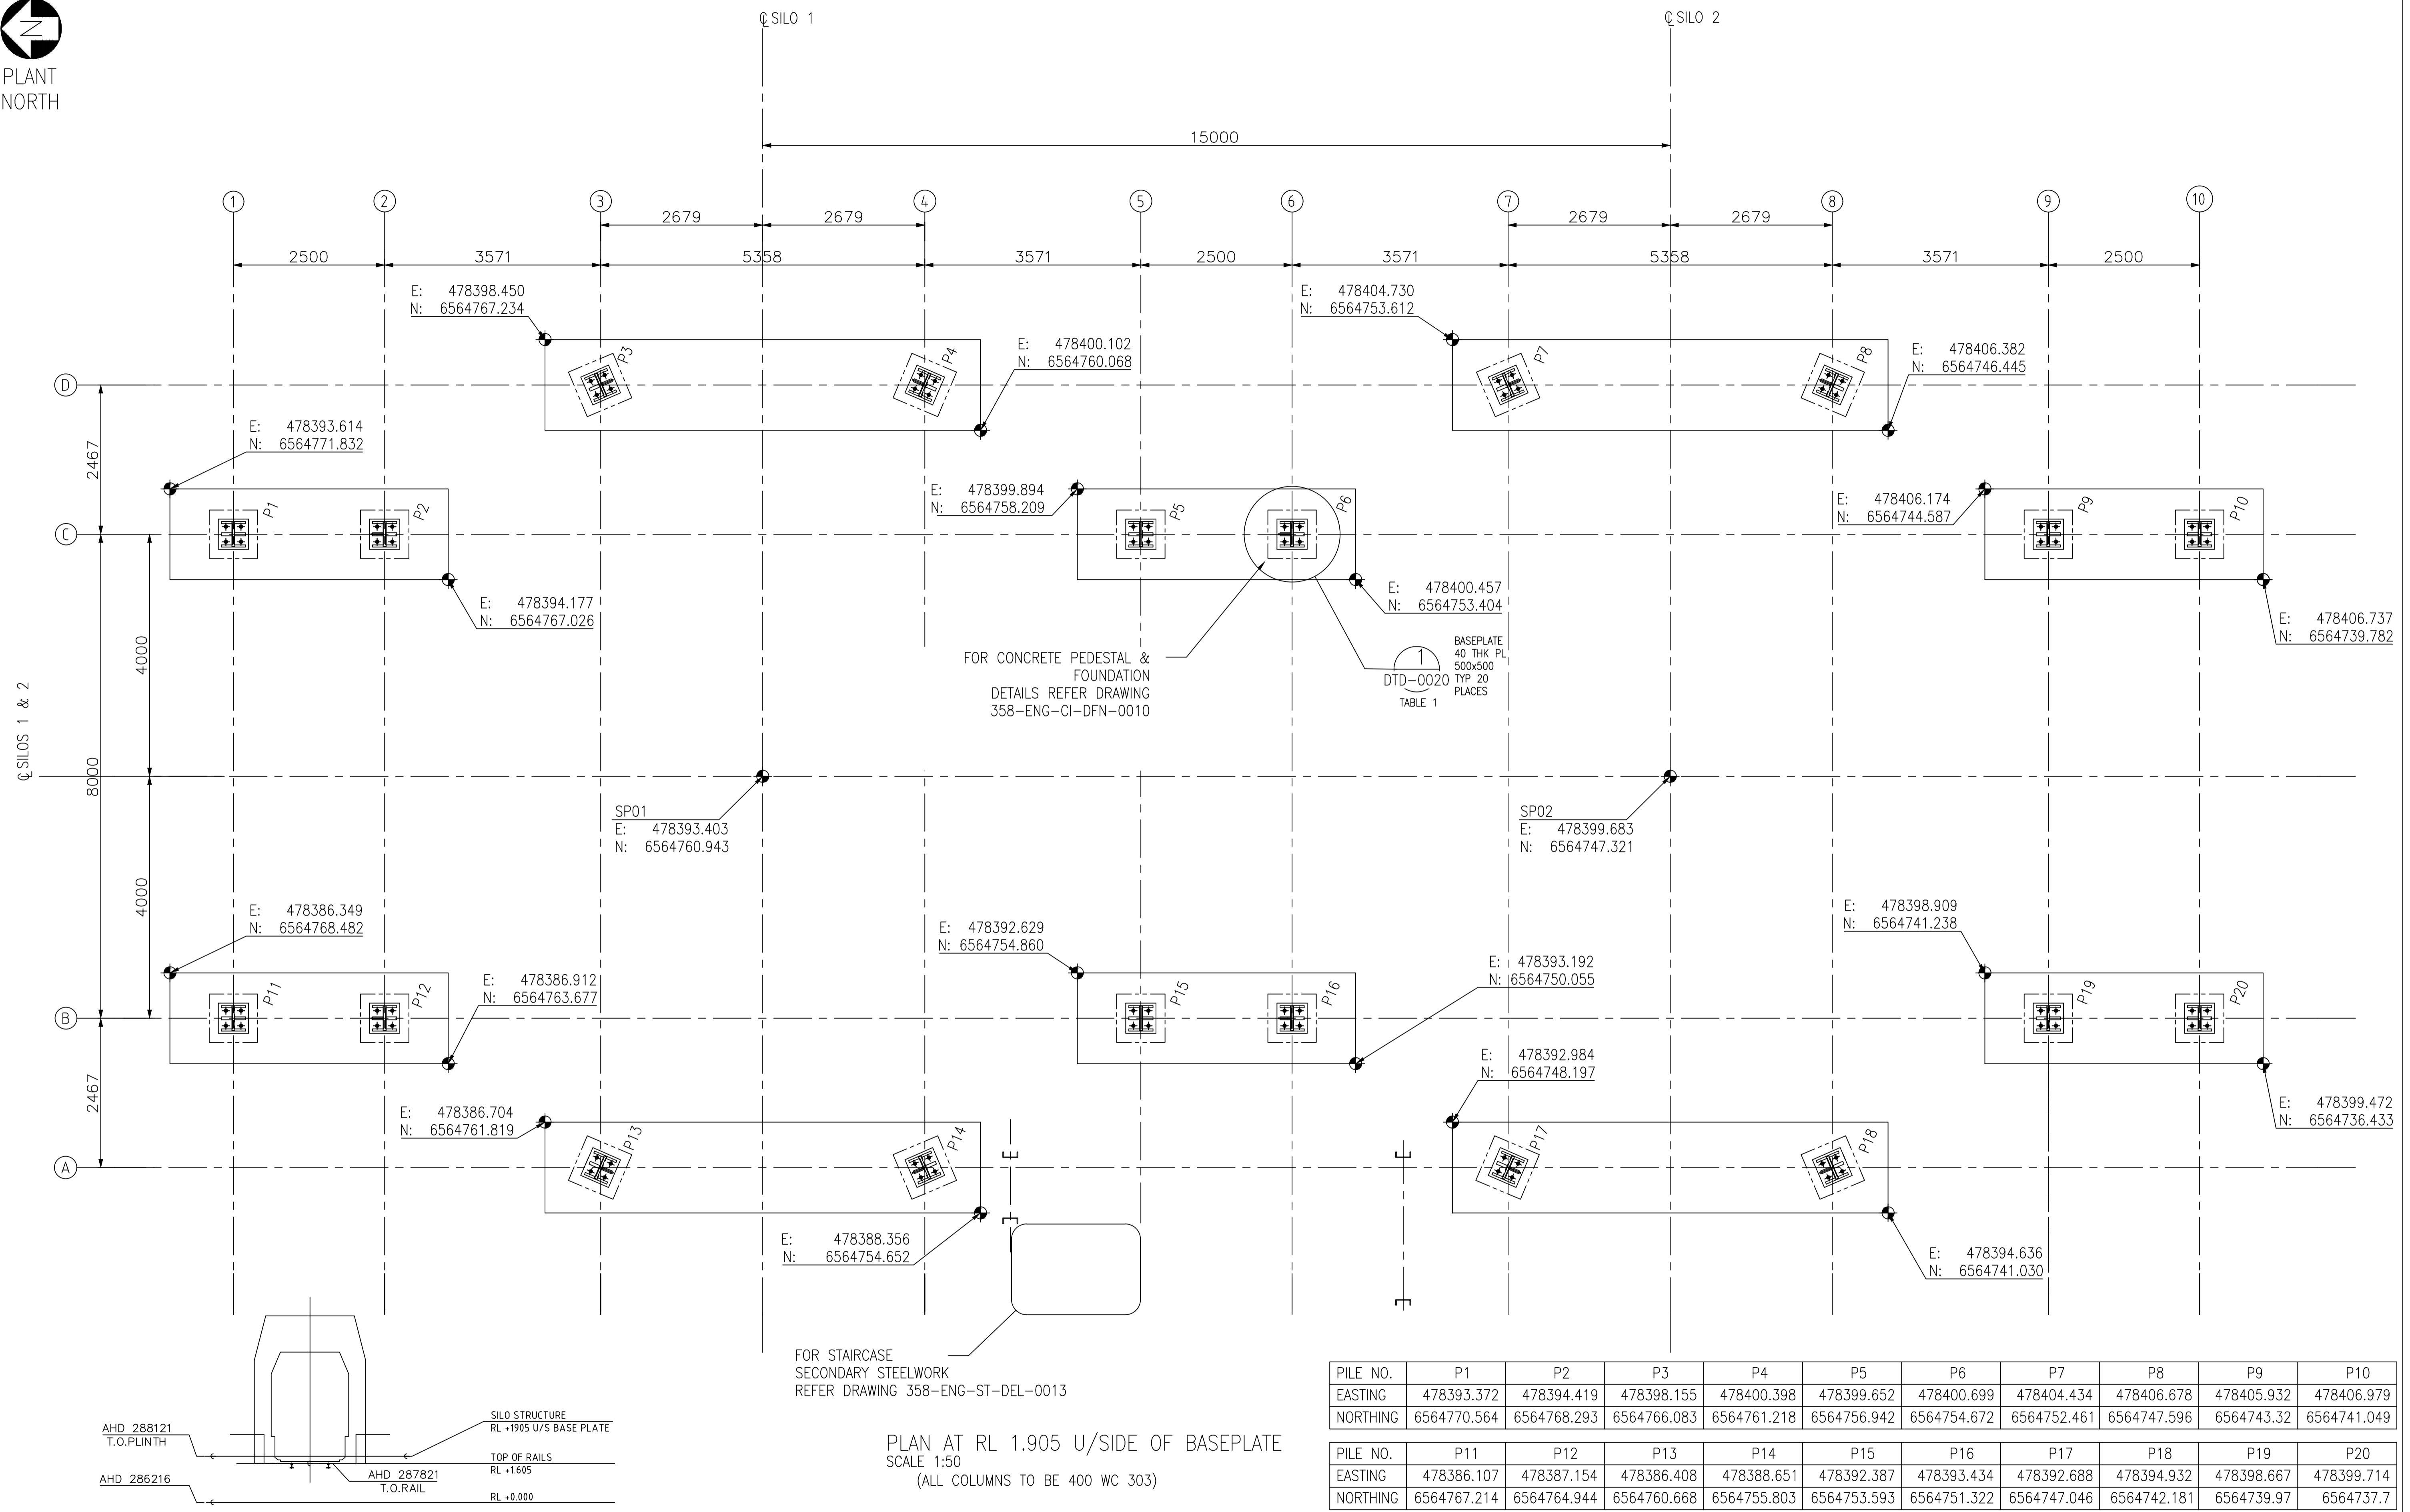 N
PLANT
NORTH
℄ SILO 1
℄ SILO 2
15000
1
2
3
4
5
6
7
8
9
10
2679
2679
2679
2679
2500
3571
5358
3571
2500
3571
5358
3571
2500
E: 478398.450
N: 6564767.234
E: 478400.102
N: 6564760.068
E: 478404.730
N: 6564753.612
E: 478406.382
N: 6564746.445
P3
P4
P7
P8
D
2467
E: 478393.614
N: 6564771.832
E: 478399.894
N: 6564758.209
E: 478406.174
N: 6564744.587
P1
P2
P5
P6
P9
P10
C
E: 478394.177
N: 6564767.026
E: 478400.457
N: 6564753.404
E: 478406.737
N: 6564739.782
4000
FOR CONCRETE PEDESTAL &
FOUNDATION
DETAILS REFER DRAWING
358-ENG-CI-DFN-0010
1
DTD-0020
TABLE 1
BASEPLATE
40 THK PL
500x500
TYP 20
PLACES
℄ SILOS 1 & 2
8000
SP01
E: 478393.403
N: 6564760.943
SP02
E: 478399.683
N: 6564747.321
4000
E: 478386.349
N: 6564768.482
E: 478392.629
N: 6564754.860
E: 478398.909
N: 6564741.238
E: 478386.912
N: 6564763.677
E: 478393.192
N: 6564750.055
P11
P12
P15
P16
P19
P20
B
2467
E: 478392.984
N: 6564748.197
E: 478386.704
N: 6564761.819
E: 478399.472
N: 6564736.433
P13
P14
P17
P18
A
E: 478388.356
N: 6564754.652
E: 478394.636
N: 6564741.030
FOR STAIRCASE
SECONDARY STEELWORK
REFER DRAWING 358-ENG-ST-DEL-0013
AHD 288121
T.O.PLINTH
SILO STRUCTURE
RL +1905 U/S BASE PLATE
TOP OF RAILS
RL +1.605
AHD 286216
AHD 287821
T.O.RAIL
RL +0.000
PLAN AT RL 1.905 U/SIDE OF BASEPLATE
SCALE 1:50
(ALL COLUMNS TO BE 400 WC 303)
PILE NO. P1 P2 P3 P4 P5 P6 P7 P8 P9 P10
EASTING 478393.372 478394.419 478398.155 478400.398 478399.652 478400.699 478404.434 478406.678 478405.932 478406.979
NORTHING 6564770.564 6564768.293 6564766.083 6564761.218 6564756.942 6564754.672 6564752.461 6564747.596 6564743.32 6564741.049
PILE NO. P11 P12 P13 P14 P15 P16 P17 P18 P19 P20
EASTING 478386.107 478387.154 478386.408 478388.651 478392.387 478393.434 478392.688 478394.932 478398.667 478399.714
NORTHING 6564767.214 6564764.944 6564760.668 6564755.803 6564753.593 6564751.322 6564747.046 6564742.181 6564739.97 6564737.7